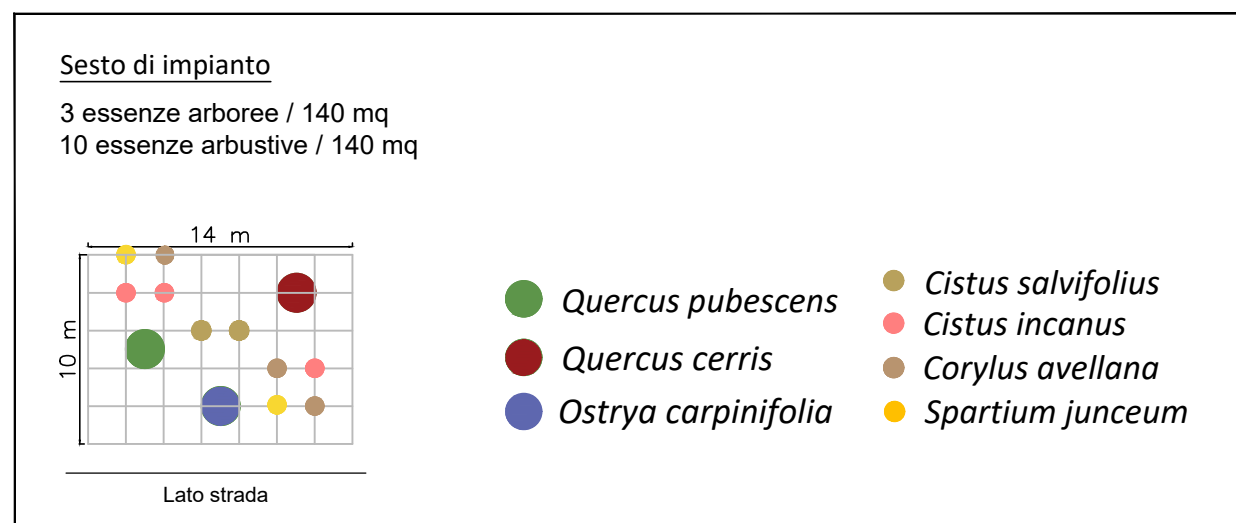 Sesto di impianto
3 essenze arboree / 140 mq
10 essenze arbustive / 140 mq
14 m
10 m
Lato strada
Quercus pubescens
Quercus cerris
Ostrya carpinifolia
Cistus salvifolius
Cistus incanus
Corylus avellana
Spartium junceum